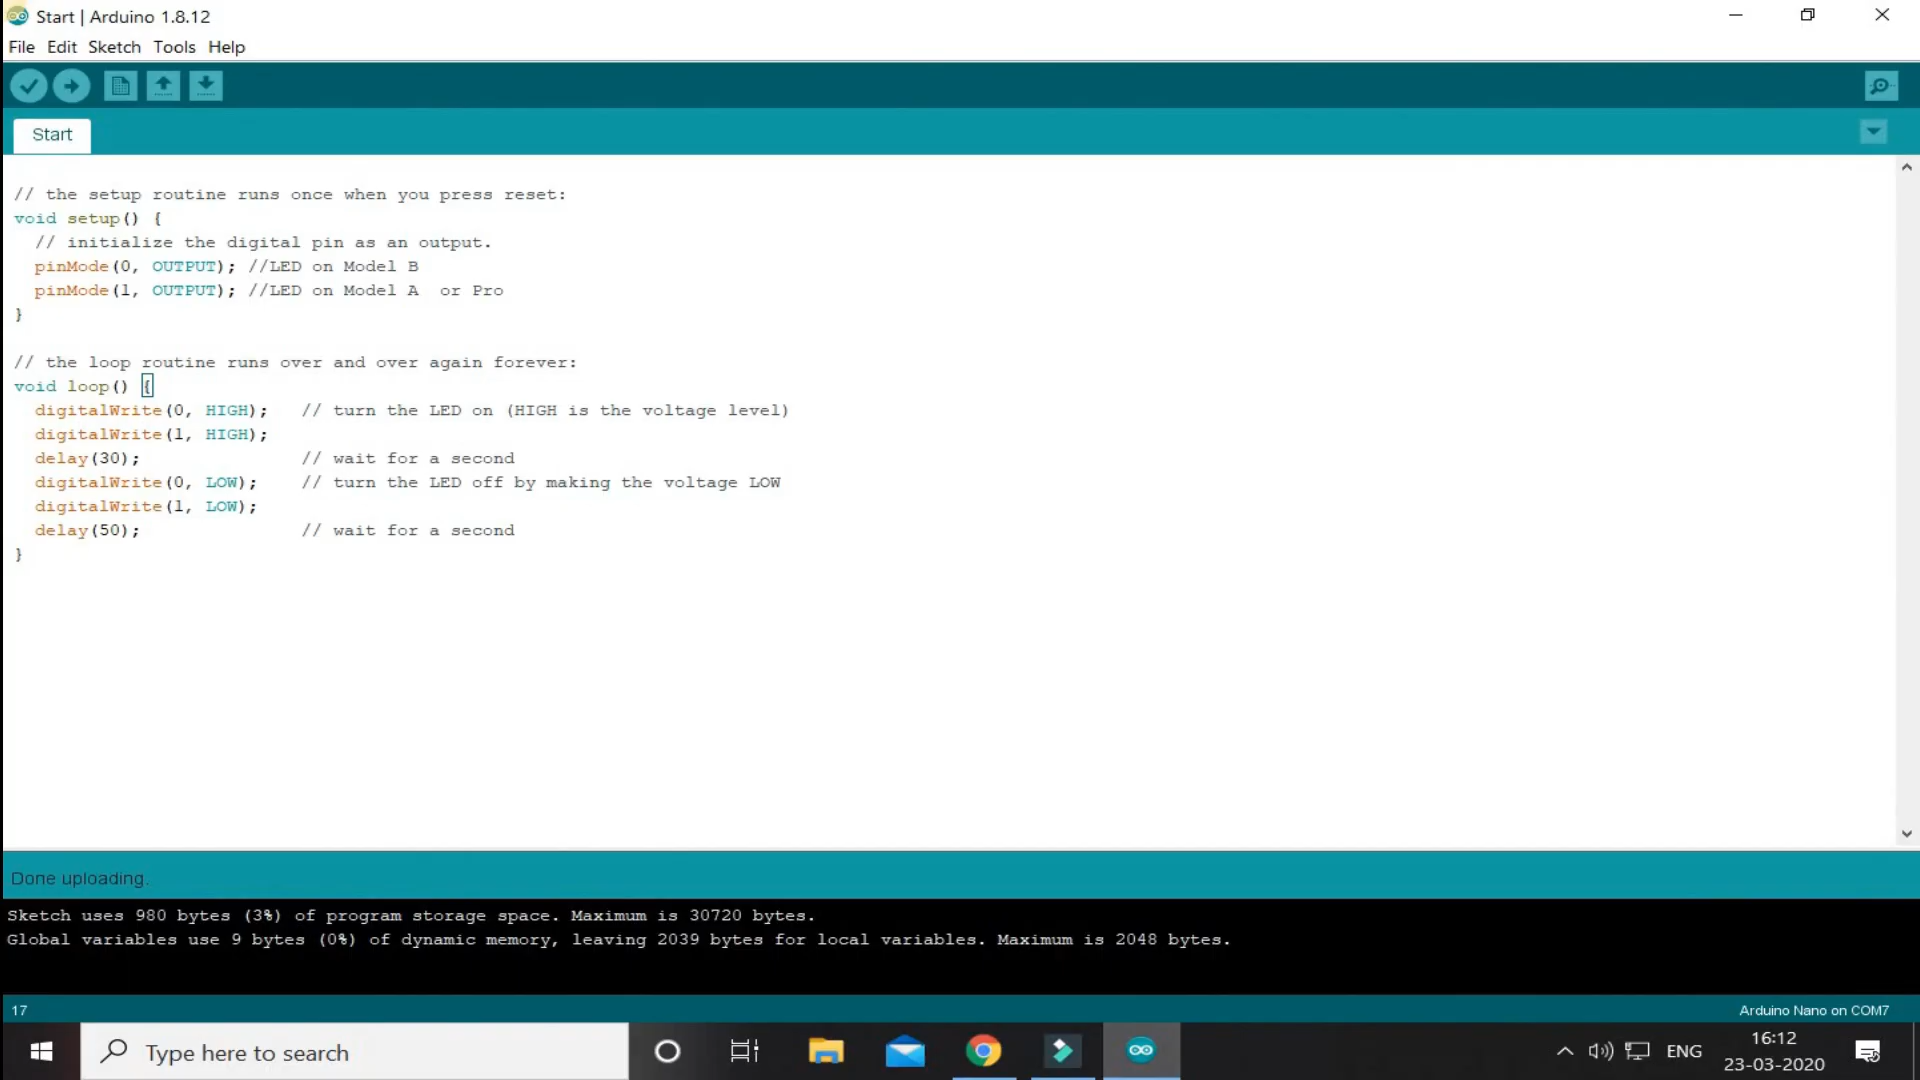 Start | Arduino 1.8.12
File Edit Sketch Tools Help
Start
// the setup routine runs once when you press reset:
void setup() {
  // initialize the digital pin as an output.
  pinMode(0, OUTPUT); //LED on Model B
  pinMode(1, OUTPUT); //LED on Model A  or Pro
}
// the loop routine runs over and over again forever:
void loop() {
  digitalWrite(0, HIGH);   // turn the LED on (HIGH is the voltage level)
  digitalWrite(1, HIGH);
  delay(30);               // wait for a second
  digitalWrite(0, LOW);    // turn the LED off by making the voltage LOW
  digitalWrite(1, LOW);
  delay(50);               // wait for a second
}
Done uploading.
Sketch uses 980 bytes (3%) of program storage space. Maximum is 30720 bytes.
Global variables use 9 bytes (0%) of dynamic memory, leaving 2039 bytes for local variables. Maximum is 2048 bytes.
17
Arduino Nano on COM7
Type here to search
ENG
16:12
23-03-2020